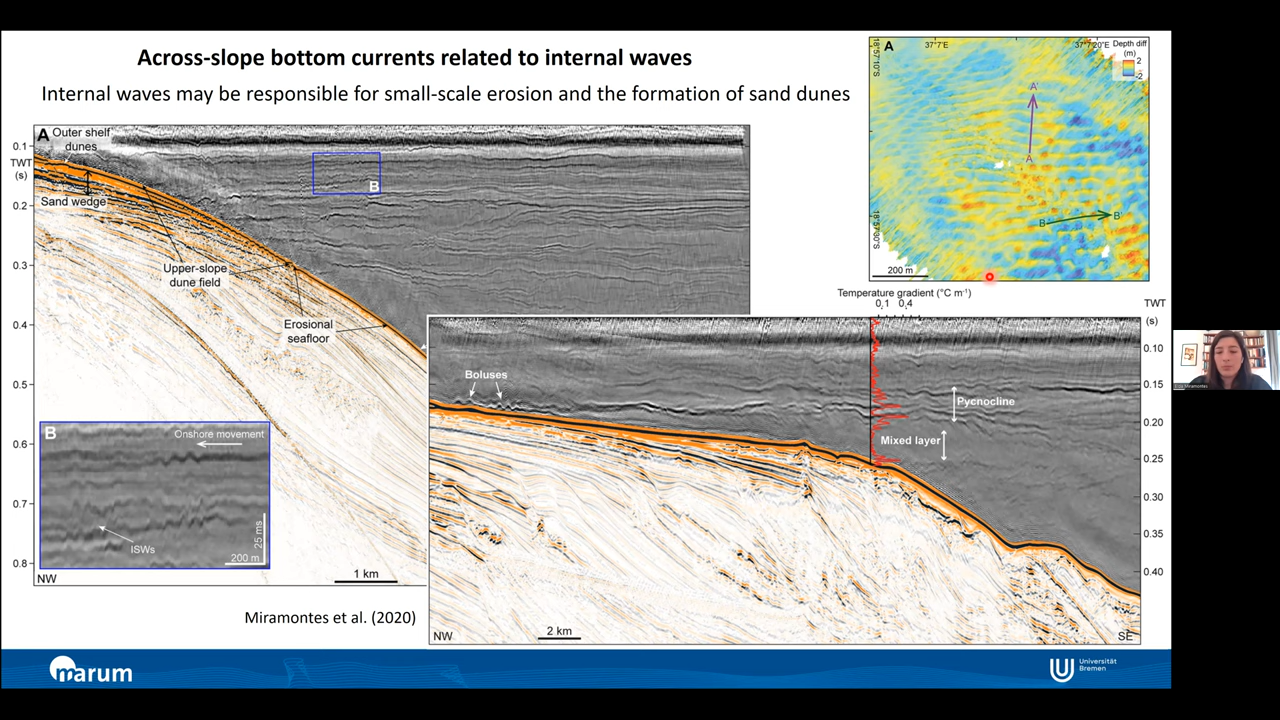 Across-slope bottom currents related to internal waves
Internal waves may be responsible for small-scale erosion and the formation of sand dunes
A
Outer shelf
dunes
0.1
TWT
(s)
Sand wedge
0.2
B
0.3
Upper-slope
dune field
Erosional
seafloor
0.4
0.5
0.6
0.7
0.8
B
Onshore movement
ISWs
25 ms
200 m
NW
1 km
Miramontes et al. (2020)
A
37°7'E
37°7'20"E
Depth diff
(m)
2
-2
18°57'10"S
18°57'30"S
A'
A
B
B'
200 m
Temperature gradient (°C m⁻¹)
0.1 0.4
TWT
(s)
0.10
0.15
0.20
0.25
0.30
0.35
0.40
Boluses
Pycnocline
Mixed layer
NW
2 km
SE
marum
Universität
Bremen
Miramontes